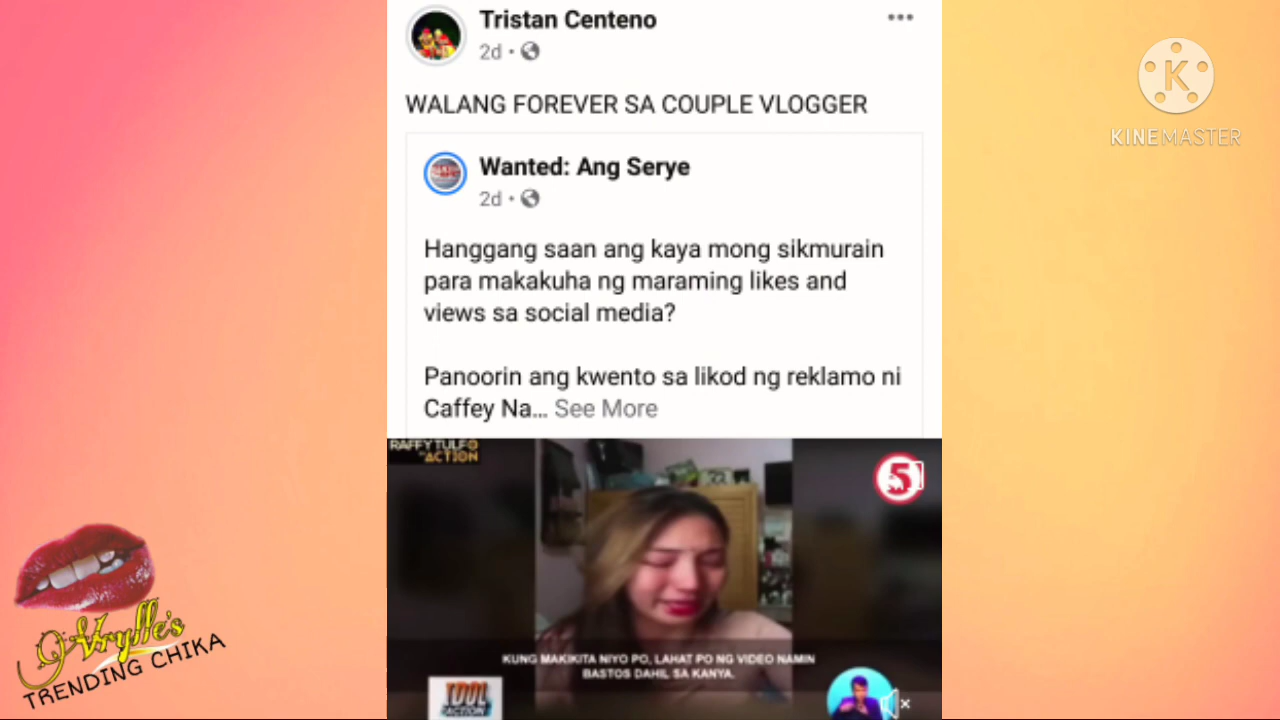 Tristan Centeno
2d
WALANG FOREVER SA COUPLE VLOGGER
K
KINEMASTER
Wanted: Ang Serye
2d
Hanggang saan ang kaya mong sikmurain
para makakuha ng maraming likes and
views sa social media?
Panoorin ang kwento sa likod ng reklamo ni
Caffey Na... See More
RAFFY TULFO
IN ACTION
5
KUNG MAKIKITA NIYO PO, LAHAT PO NG VIDEO NAMIN
BASTOS DAHIL SA KANYA.
IDOL
ACTION
TRENDING CHIKA